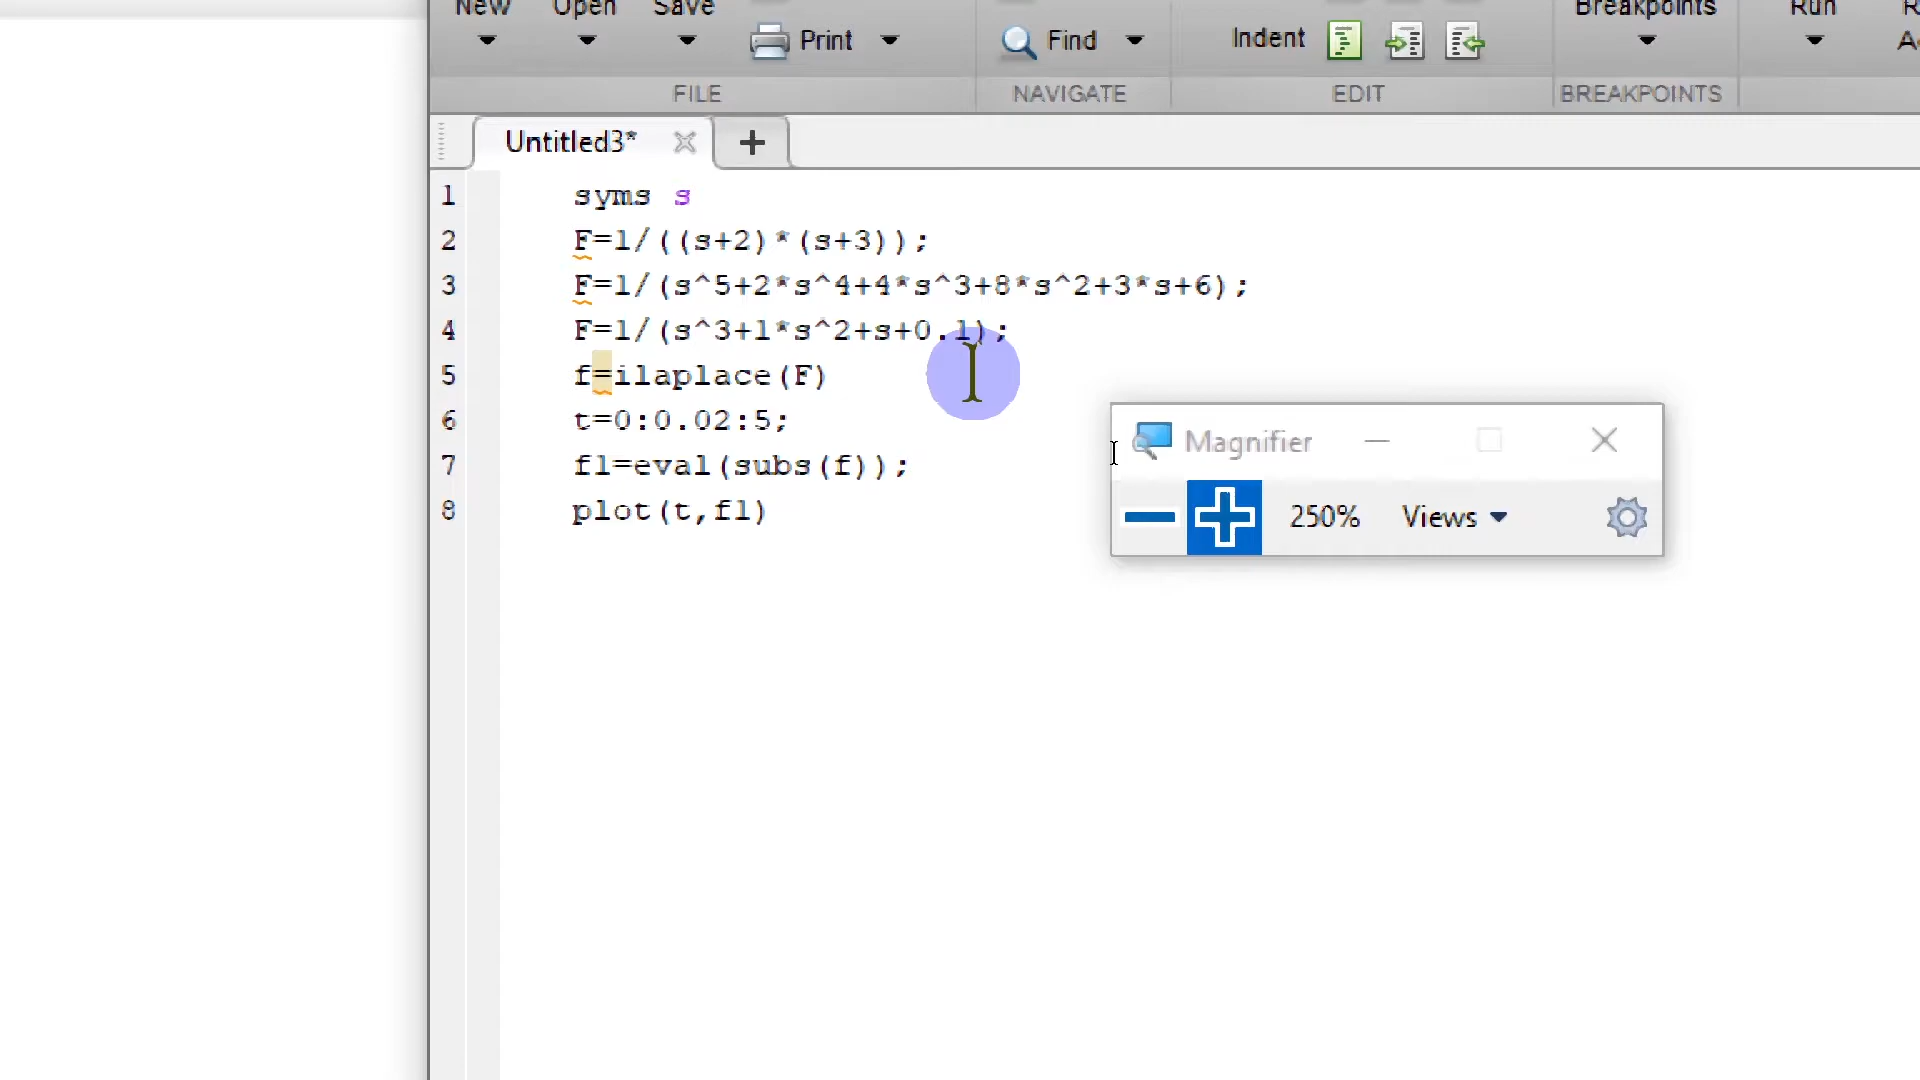 New Open Save Breakpoints Run
Print Find Indent
FILE NAVIGATE EDIT BREAKPOINTS
Untitled3*
1 syms s
2 F=1/((s+2)*(s+3));
3 F=1/(s^5+2*s^4+4*s^3+8*s^2+3*s+6);
4 F=1/(s^3+1*s^2+s+0.1);
5 f=ilaplace(F)
6 t=0:0.02:5;
7 f1=eval(subs(f));
8 plot(t,f1)
Magnifier
250% Views